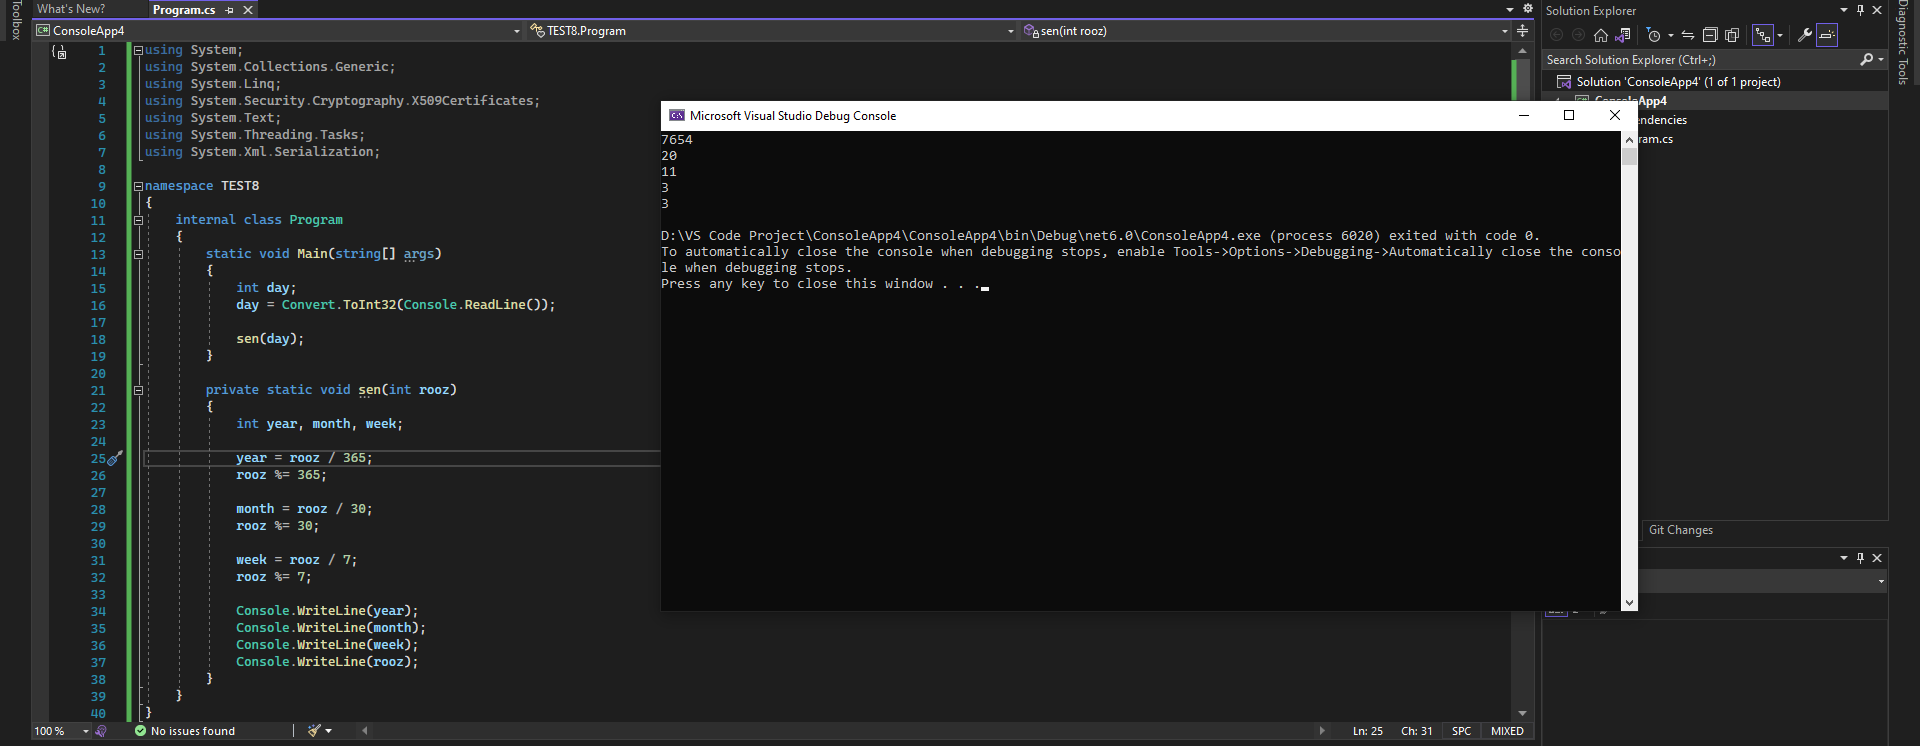 Toolbox
What's New?
Program.cs
ConsoleApp4
TEST8.Program
sen(int rooz)
1 using System;
2 using System.Collections.Generic;
3 using System.Linq;
4 using System.Security.Cryptography.X509Certificates;
5 using System.Text;
6 using System.Threading.Tasks;
7 using System.Xml.Serialization;
8
9 namespace TEST8
10 {
11 internal class Program
12 {
13 static void Main(string[] args)
14 {
15 int day;
16 day = Convert.ToInt32(Console.ReadLine());
17
18 sen(day);
19 }
20
21 private static void sen(int rooz)
22 {
23 int year, month, week;
24
25 year = rooz / 365;
26 rooz %= 365;
27
28 month = rooz / 30;
29 rooz %= 30;
30
31 week = rooz / 7;
32 rooz %= 7;
33
34 Console.WriteLine(year);
35 Console.WriteLine(month);
36 Console.WriteLine(week);
37 Console.WriteLine(rooz);
38 }
39 }
40 }
100 %
No issues found
Ln: 25 Ch: 31 SPC MIXED
Microsoft Visual Studio Debug Console
7654
20
11
3
3
D:\VS Code Project\ConsoleApp4\ConsoleApp4\bin\Debug\net6.0\ConsoleApp4.exe (process 6020) exited with code 0.
To automatically close the console when debugging stops, enable Tools->Options->Debugging->Automatically close the conso
le when debugging stops.
Press any key to close this window . . .
Solution Explorer
Search Solution Explorer (Ctrl+;)
Solution 'ConsoleApp4' (1 of 1 project)
ConsoleApp4
endencies
ram.cs
Git Changes
Diagnostic Tools